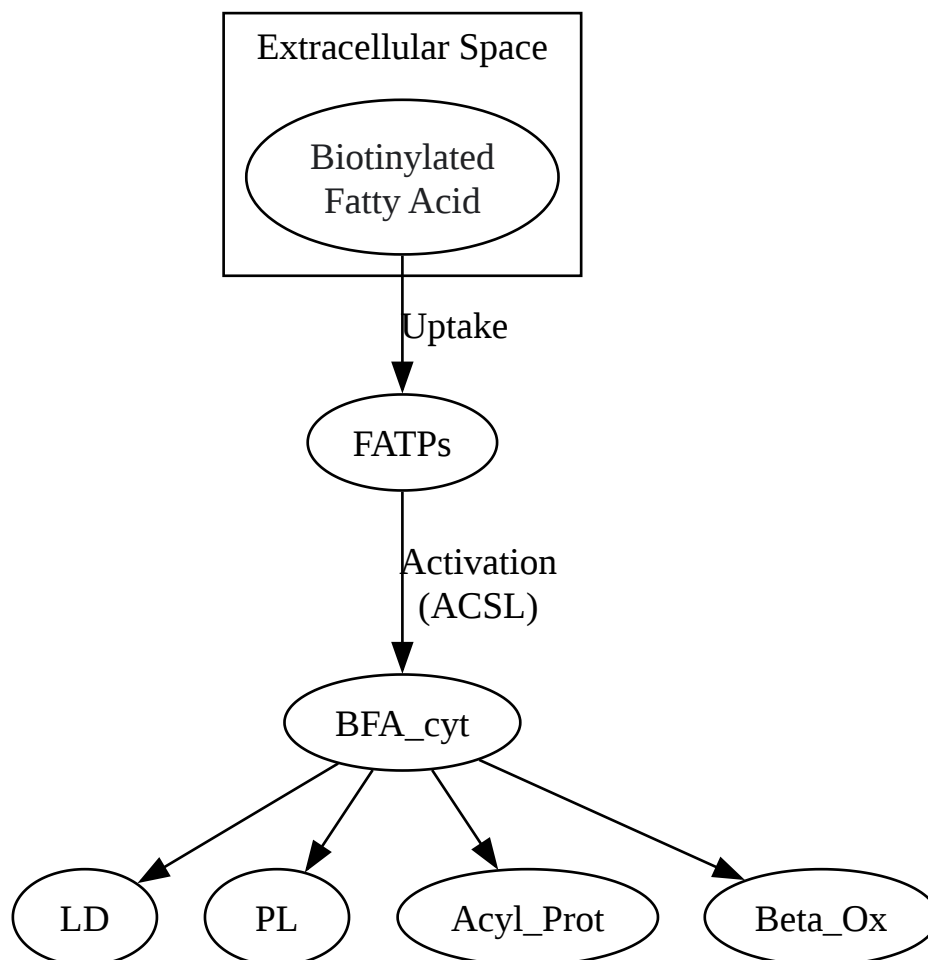 Extracellular Space
Biotinylated
Fatty Acid
Uptake
FATPs
Activation
(ACSL)
BFA_cyt
LD
PL
Acyl_Prot
Beta_Ox